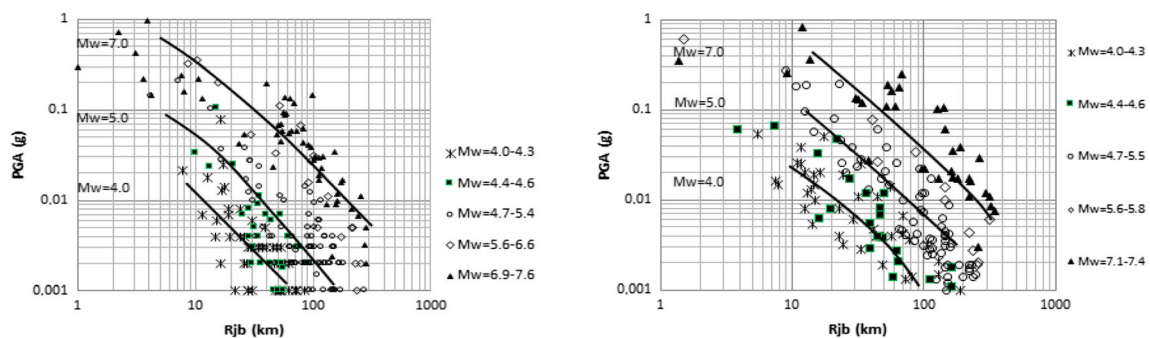 1
0.1
0.01
0.001
PGA (g)
Mw=7.0
Mw=5.0
Mw=4.0
1 10 100 1000
Rjb (km)
Mw=4.0-4.3
Mw=4.4-4.6
Mw=4.7-5.4
Mw=5.6-6.6
Mw=6.9-7.6
1
0.1
0.01
0.001
PGA (g)
Mw=7.0
Mw=5.0
Mw=4.0
1 10 100 1000
Rjb (km)
Mw=4.0-4.3
Mw=4.4-4.6
Mw=4.7-5.5
Mw=5.6-5.8
Mw=7.1-7.4